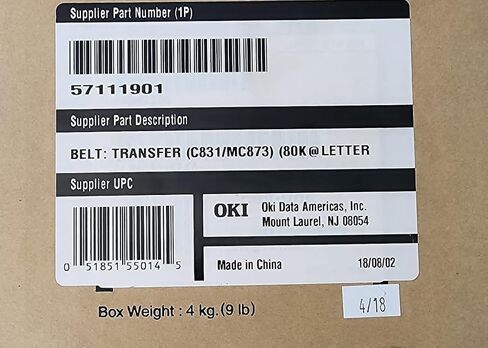 Supplier Part Number (1P)
57111901
Supplier Part Description
BELT: TRANSFER (C831/MC873) (80K@LETTER
Supplier UPC
OKI Oki Data Americas, Inc.
Mount Laurel, NJ 08054
0 51851 55014 5
Made in China 18/08/02
Box Weight : 4 kg.(9 lb)
4/18